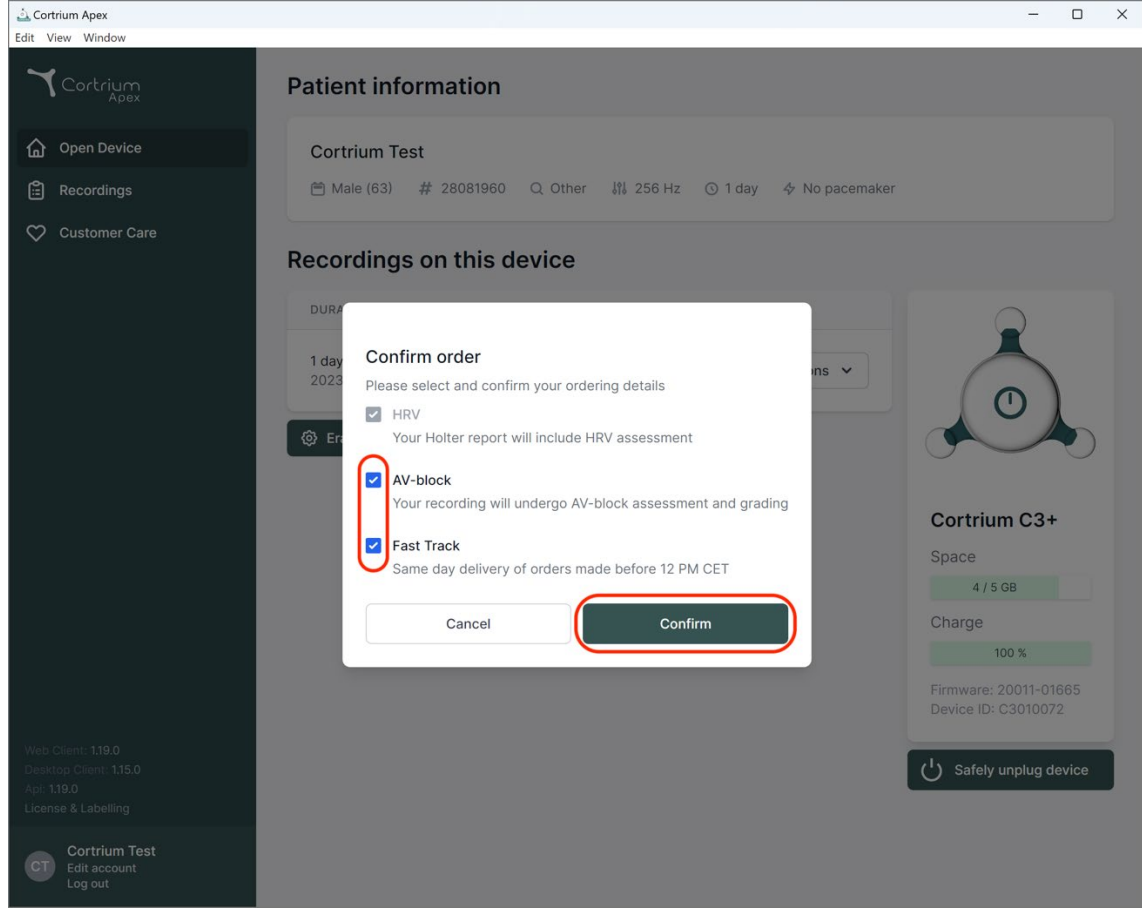 Cortrium Apex
Edit View Window
Cortrium
Apex
Open Device
Recordings
Customer Care
Web Client: 1.19.0
Desktop Client: 1.15.0
Api: 1.19.0
License & Labelling
CT
Cortrium Test
Edit account
Log out
Patient information
Cortrium Test
Male (63) # 28081960 Other 256 Hz 1 day No pacemaker
Recordings on this device
DURA
1 day
2023
ons
Era
Confirm order
Please select and confirm your ordering details
HRV
Your Holter report will include HRV assessment
AV-block
Your recording will undergo AV-block assessment and grading
Fast Track
Same day delivery of orders made before 12 PM CET
Cancel Confirm
Cortrium C3+
Space
4 / 5 GB
Charge
100 %
Firmware: 20011-01665
Device ID: C3010072
Safely unplug device